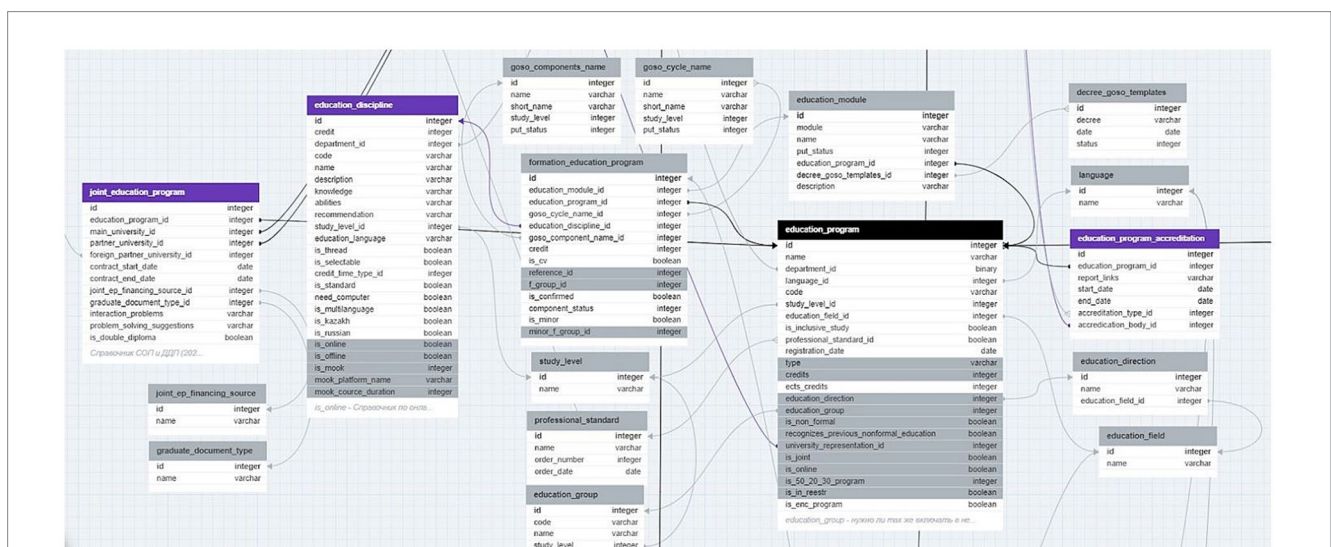 joint_education_program
id integer
education_program_id integer
main_university_id integer
partner_university_id integer
foreign_partner_university_id integer
contract_start_date date
contract_end_date date
joint_ep_financing_source_id integer
graduate_document_type_id integer
interaction_problems varchar
problem_solving_suggestions varchar
is_double_diploma boolean
Справочник СОП и ДДП (202...
joint_ep_financing_source
id integer
name varchar
graduate_document_type
id integer
name varchar
education_discipline
id integer
credit integer
department_id integer
code varchar
name varchar
description varchar
knowledge varchar
abilities varchar
recommendation varchar
study_level_id integer
education_language varchar
is_thread boolean
is_selectable boolean
credit_time_type_id integer
is_standard boolean
need_computer boolean
is_multilanguage boolean
is_kazakh boolean
is_russian boolean
is_online boolean
is_offline boolean
is_mook integer
mook_platform_name varchar
mook_cource_duration integer
is_online - Справочник по онла...
goso_components_name
id integer
name varchar
short_name varchar
study_level integer
put_status integer
goso_cycle_name
id integer
name varchar
short_name varchar
study_level integer
put_status integer
formation_education_program
id integer
education_module_id integer
education_program_id integer
goso_cycle_name_id integer
education_discipline_id integer
goso_component_name_id integer
credit integer
is_cv boolean
reference_id integer
f_group_id integer
is_confirmed boolean
component_status integer
is_minor boolean
minor_f_group_id integer
study_level
id integer
name varchar
professional_standard
id integer
name varchar
order_number integer
order_date date
education_group
id integer
code varchar
name varchar
study_level integer
education_module
id integer
module varchar
name varchar
put_status integer
education_program_id integer
decree_goso_templates_id integer
description varchar
education_program
id integer
name varchar
department_id binary
language_id integer
code varchar
study_level_id integer
education_field_id integer
is_inclusive_study boolean
professional_standard_id integer
registration_date date
type varchar
credits integer
ects_credits integer
education_direction integer
education_group integer
is_non_formal boolean
recognizes_previous_nonformal_education boolean
university_representation_id integer
is_joint boolean
is_online boolean
is_50_20_30_program integer
is_in_reestr boolean
is_enc_program boolean
education_group - нужно ли так же включать в не...
decree_goso_templates
id integer
decree varchar
date date
status integer
language
id integer
name varchar
education_program_accreditation
id integer
education_program_id integer
report_links varchar
start_date date
end_date date
accreditation_type_id integer
accredication_body_id integer
education_direction
id integer
name varchar
education_field_id integer
education_field
id integer
name varchar